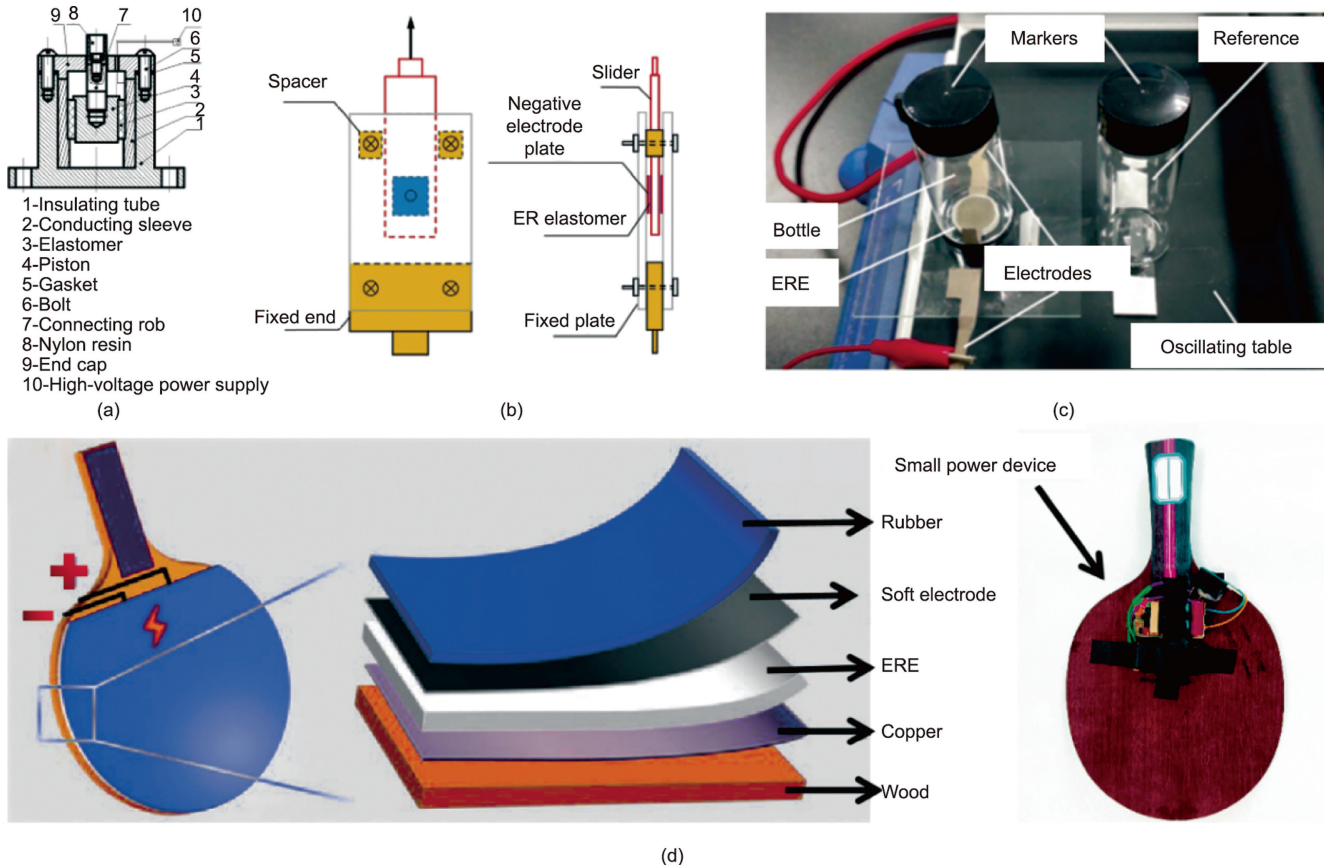 9 8 7 10
6
5
4
3
2
1
1-Insulating tube
2-Conducting sleeve
3-Elastomer
4-Piston
5-Gasket
6-Bolt
7-Connecting rob
8-Nylon resin
9-End cap
10-High-voltage power supply
(a)
Spacer
Fixed end
Slider
Negative
electrode
plate
ER elastomer
Fixed plate
(b)
Markers
Reference
Bottle
ERE
Electrodes
Oscillating table
(c)
+
−
Rubber
Soft electrode
ERE
Copper
Wood
Small power device
(d)